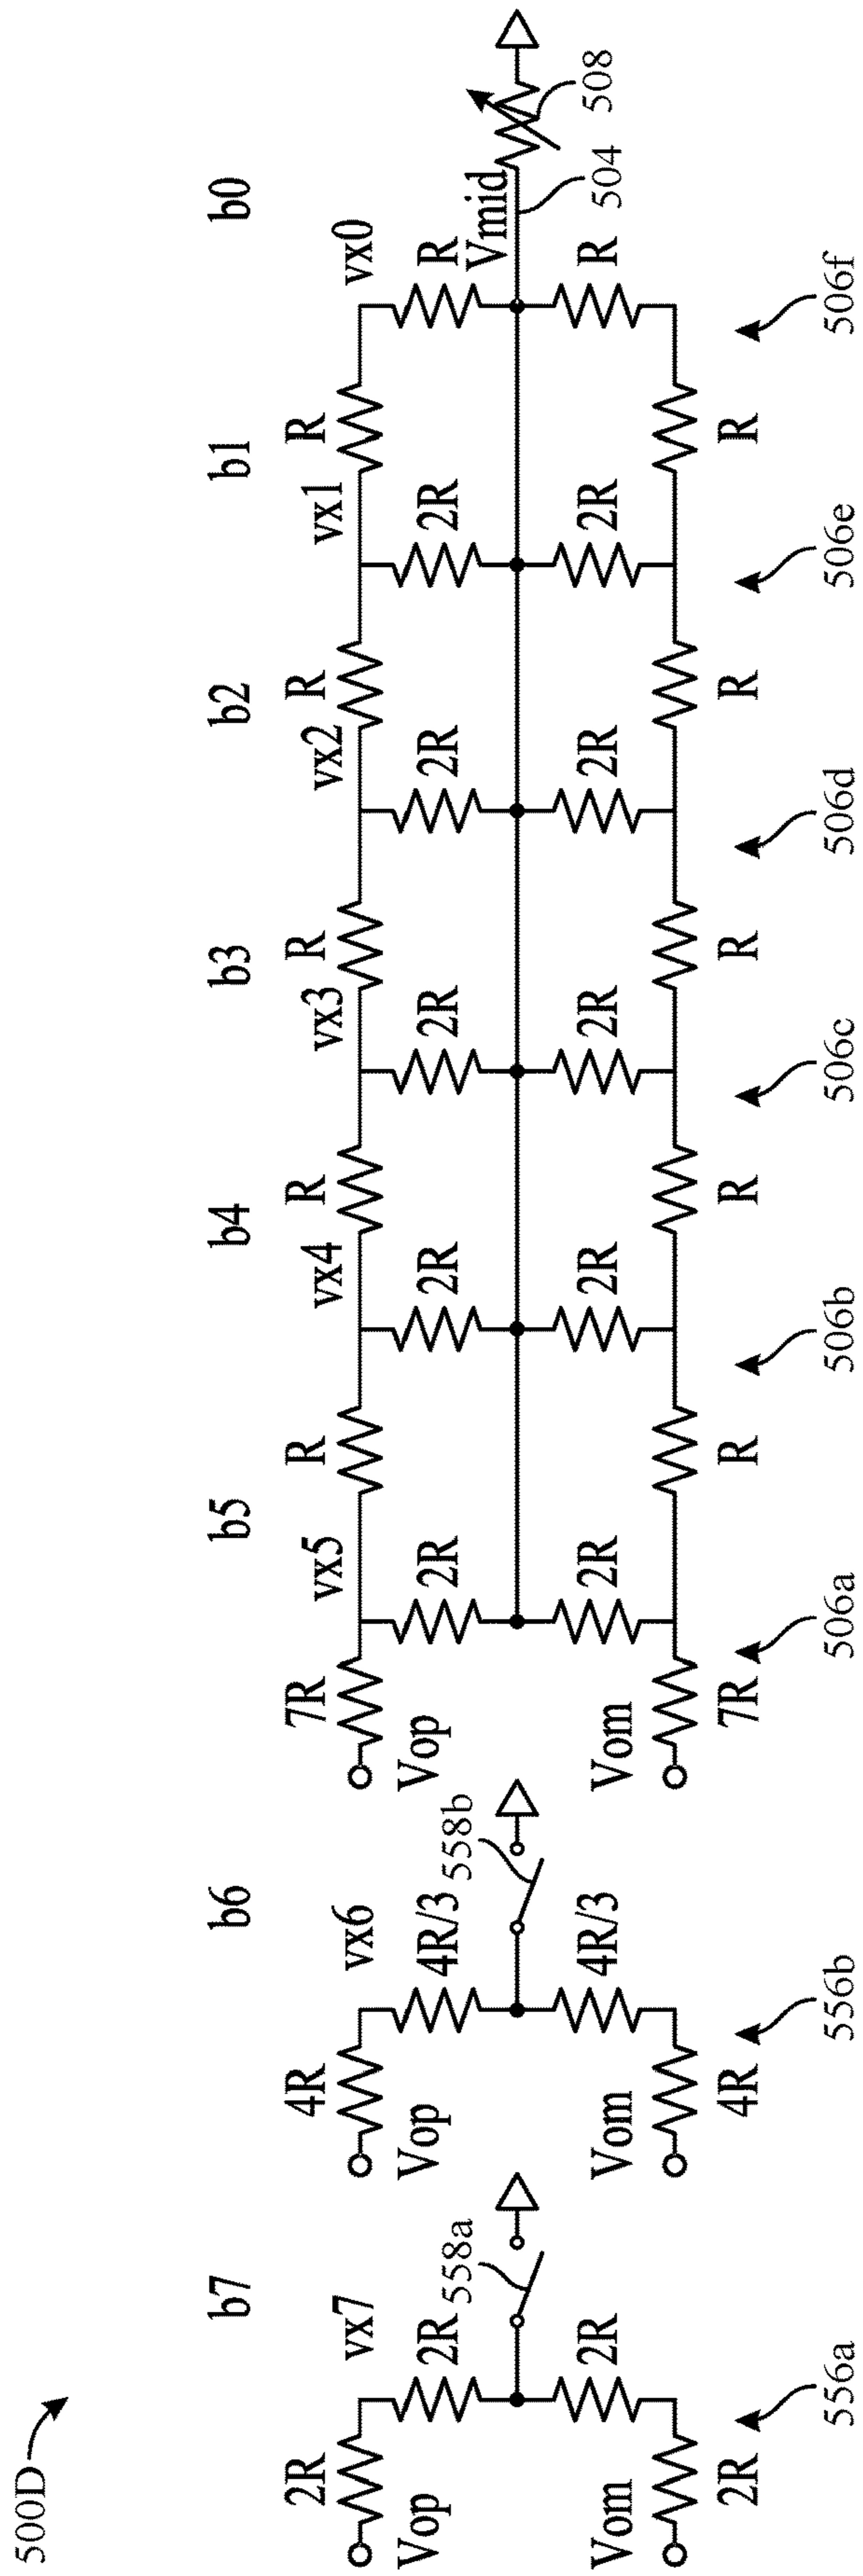 500D
b7
b6
b5
b4
b3
b2
b1
b0
vx7
vx6
vx5
vx4
vx3
vx2
vx1
vx0
2R
4R
7R
R
R
R
R
R
Vop
2R
Vop
4R/3
Vop
2R
2R
2R
2R
2R
R
Vmid
558a
558b
504
508
Vom
2R
Vom
4R/3
Vom
2R
2R
2R
2R
2R
R
2R
4R
7R
R
R
R
R
R
556a
556b
506a
506b
506c
506d
506e
506f